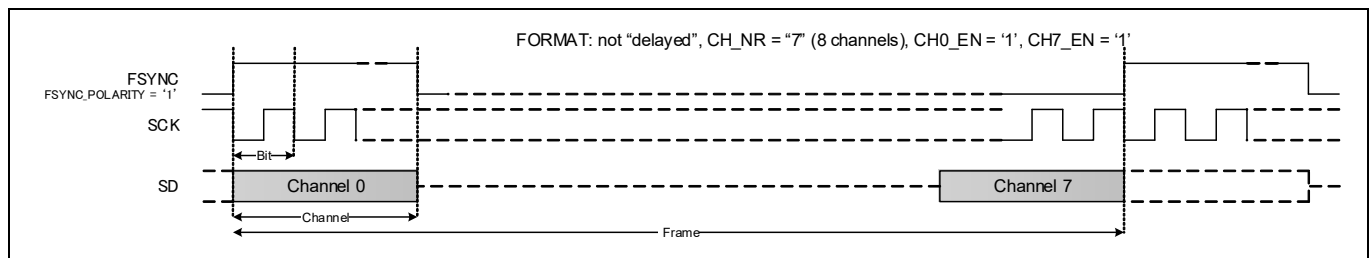 FORMAT: not “delayed”, CH_NR = “7” (8 channels), CH0_EN = ‘1’, CH7_EN = ‘1’
FSYNC
FSYNC_POLARITY = ‘1’
SCK
Bit
SD
Channel 0
Channel 7
Channel
Frame